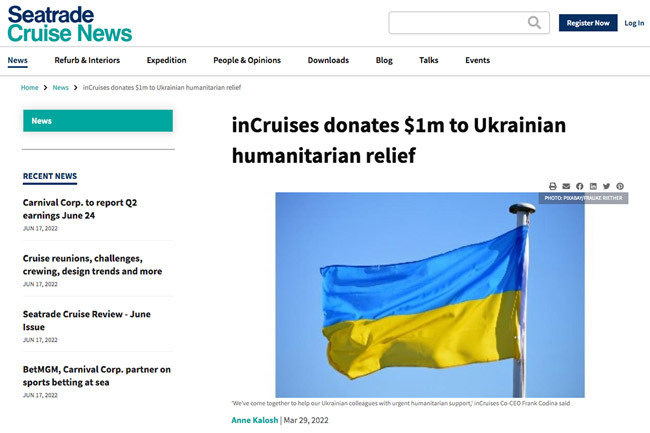 Seatrade
Cruise News
Register Now
Log In
News
Refurb & Interiors
Expedition
People & Opinions
Downloads
Blog
Talks
Events
Home > News > inCruises donates $1m to Ukrainian humanitarian relief
News
RECENT NEWS
Carnival Corp. to report Q2
earnings June 24
JUN 17, 2022
Cruise reunions, challenges,
crewing, design trends and more
JUN 17, 2022
Seatrade Cruise Review - June
Issue
JUN 17, 2022
BetMGM, Carnival Corp. partner on
sports betting at sea
JUN 17, 2022
inCruises donates $1m to Ukrainian
humanitarian relief
PHOTO: PIXABAY/FRAUKE RIETHER
'We've come together to help our Ukrainian colleagues with urgent humanitarian support,' inCruises Co-CEO Frank Codina said
Anne Kalosh | Mar 29, 2022